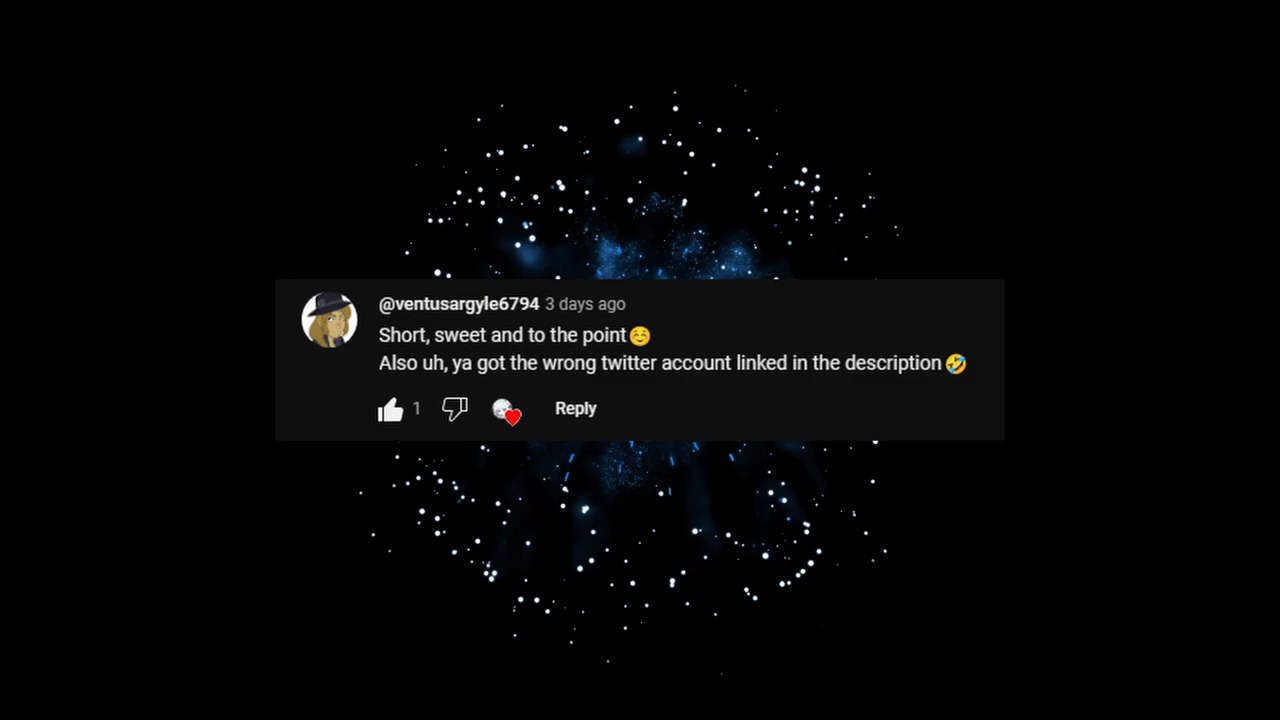 @ventusargyle6794 3 days ago
Short, sweet and to the point☺️
Also uh, ya got the wrong twitter account linked in the description🤣
1 Reply